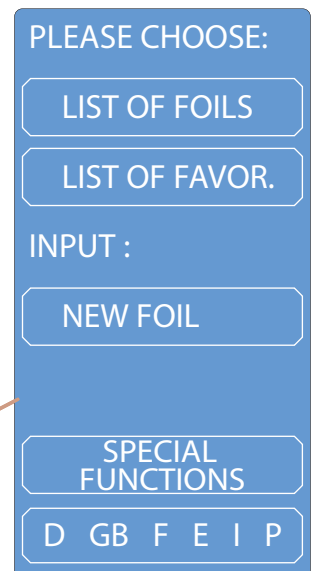 PLEASE CHOOSE:
LIST OF FOILS
LIST OF FAVOR.
INPUT :
NEW FOIL
SPECIAL
FUNCTIONS
D GB F E I P